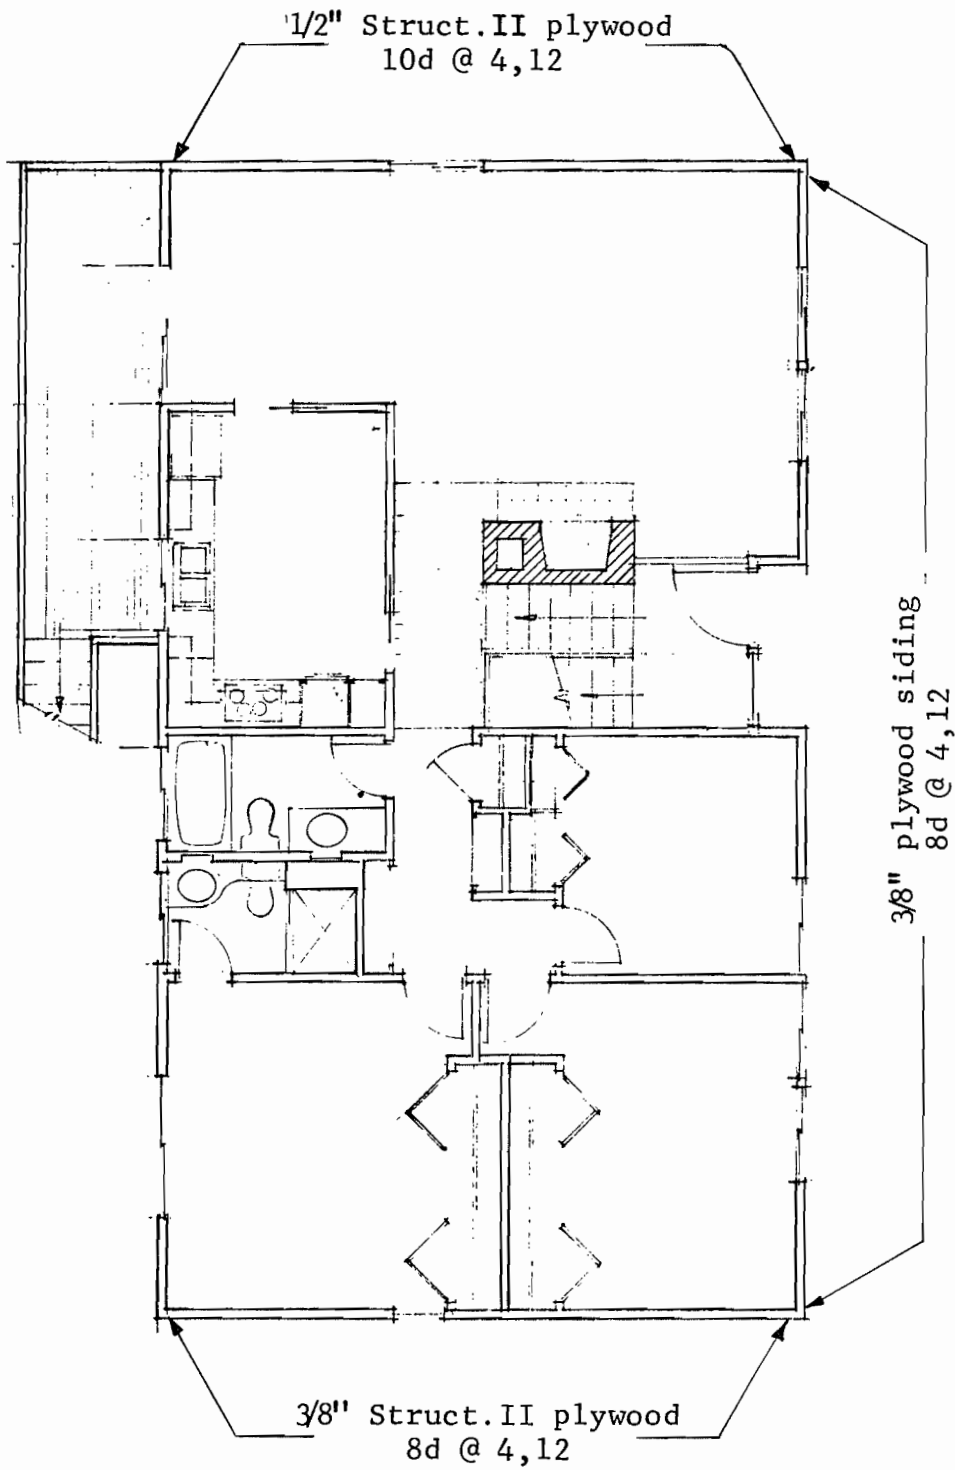 1/2" Struct.II plywood
10d @ 4,12
3/8" plywood siding
8d @ 4,12
3/8" Struct.II plywood
8d @ 4,12